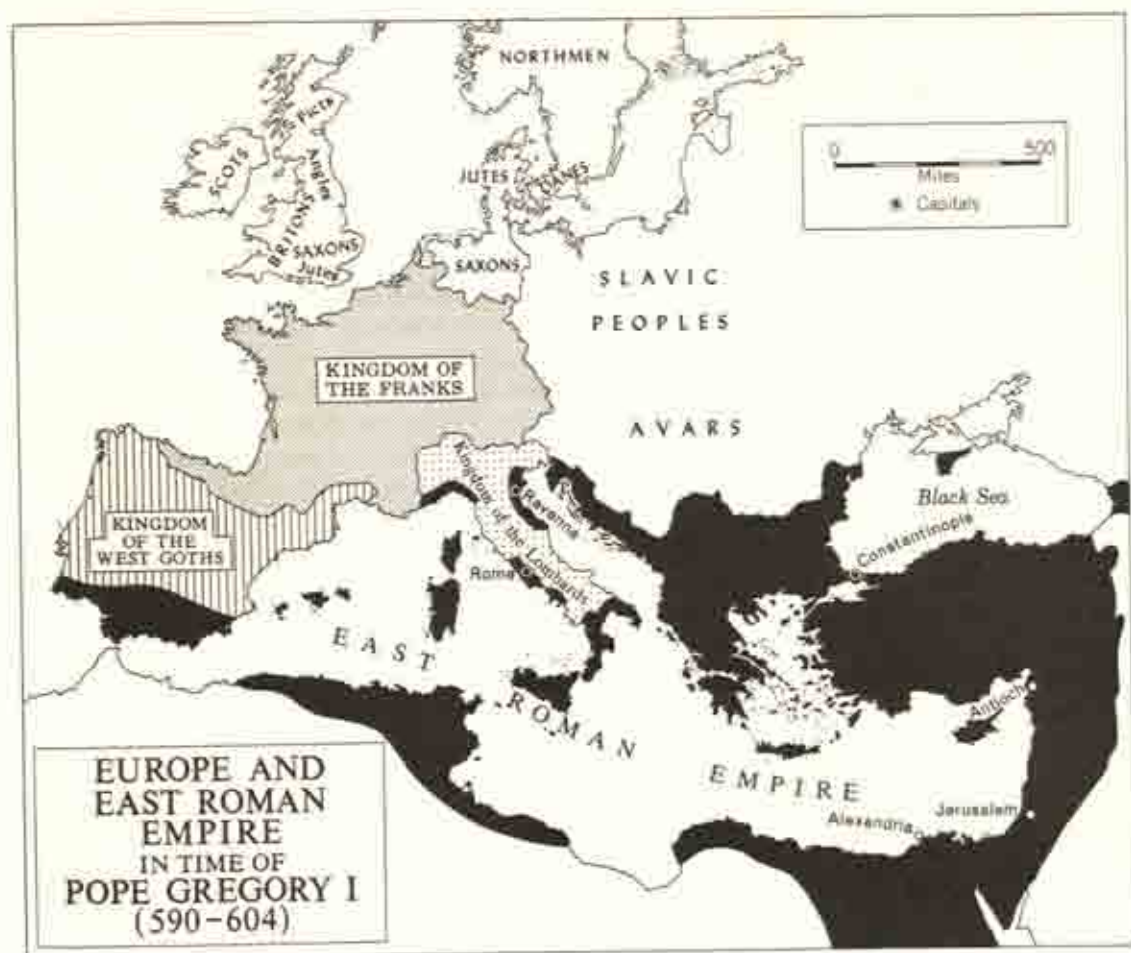 NORTHMEN
0 500
Miles
Capitals
Picts
SCOTS
Angles
JUTES
DANES
BRITONS
SAXONS
Jutes
SAXONS
SLAVIC
PEOPLES
KINGDOM OF
THE FRANKS
AVARS
Kingdom of the Lombards
Ravenna
Black Sea
Constantinople
KINGDOM
OF THE
WEST GOTHS
Roma
EAST
ROMAN
EMPIRE
Antioch
Jerusalem
Alexandria
EUROPE AND
EAST ROMAN
EMPIRE
IN TIME OF
POPE GREGORY I
(590-604)